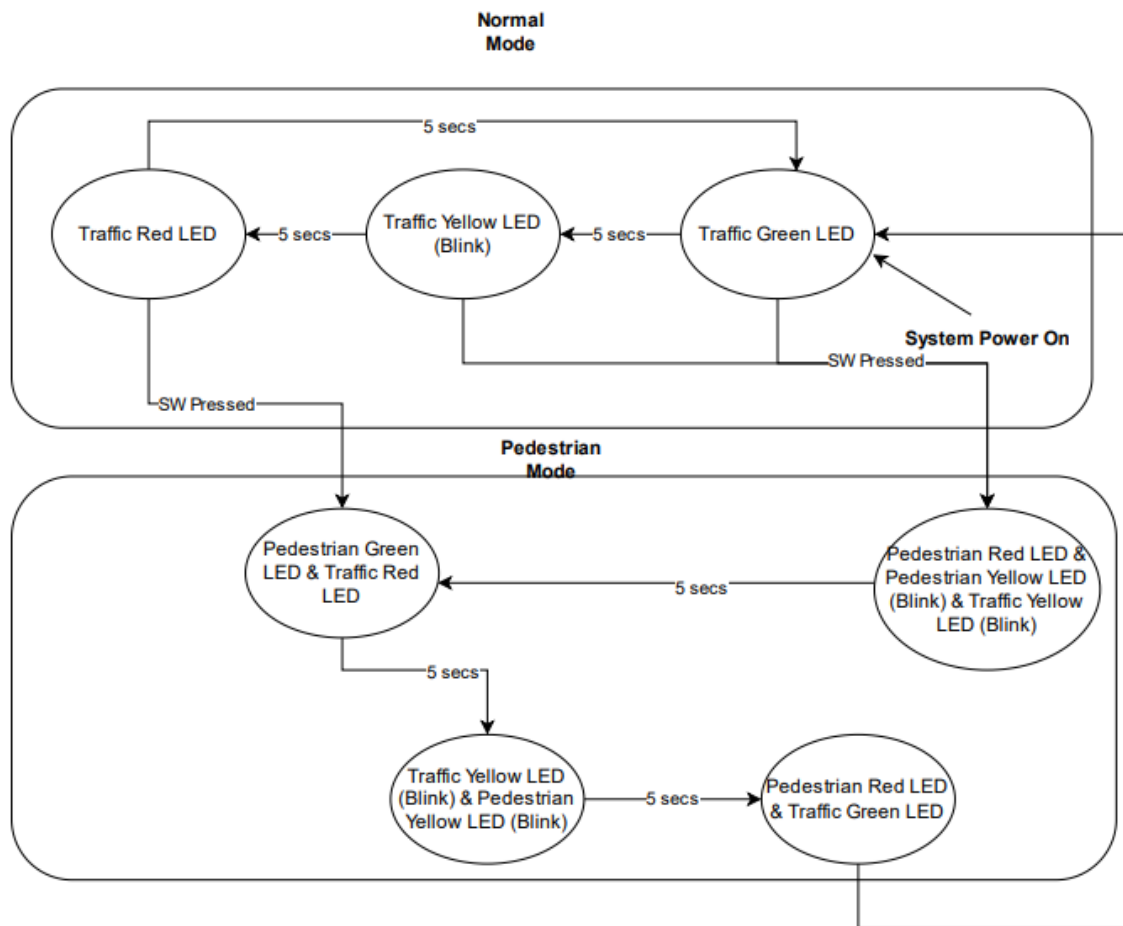 Normal
Mode
5 secs
Traffic Red LED
5 secs
Traffic Yellow LED
(Blink)
5 secs
Traffic Green LED
System Power On
SW Pressed
SW Pressed
Pedestrian
Mode
Pedestrian Green
LED & Traffic Red
LED
5 secs
Pedestrian Red LED &
Pedestrian Yellow LED
(Blink) & Traffic Yellow
LED (Blink)
5 secs
Traffic Yellow LED
(Blink) & Pedestrian
Yellow LED (Blink)
5 secs
Pedestrian Red LED
& Traffic Green LED